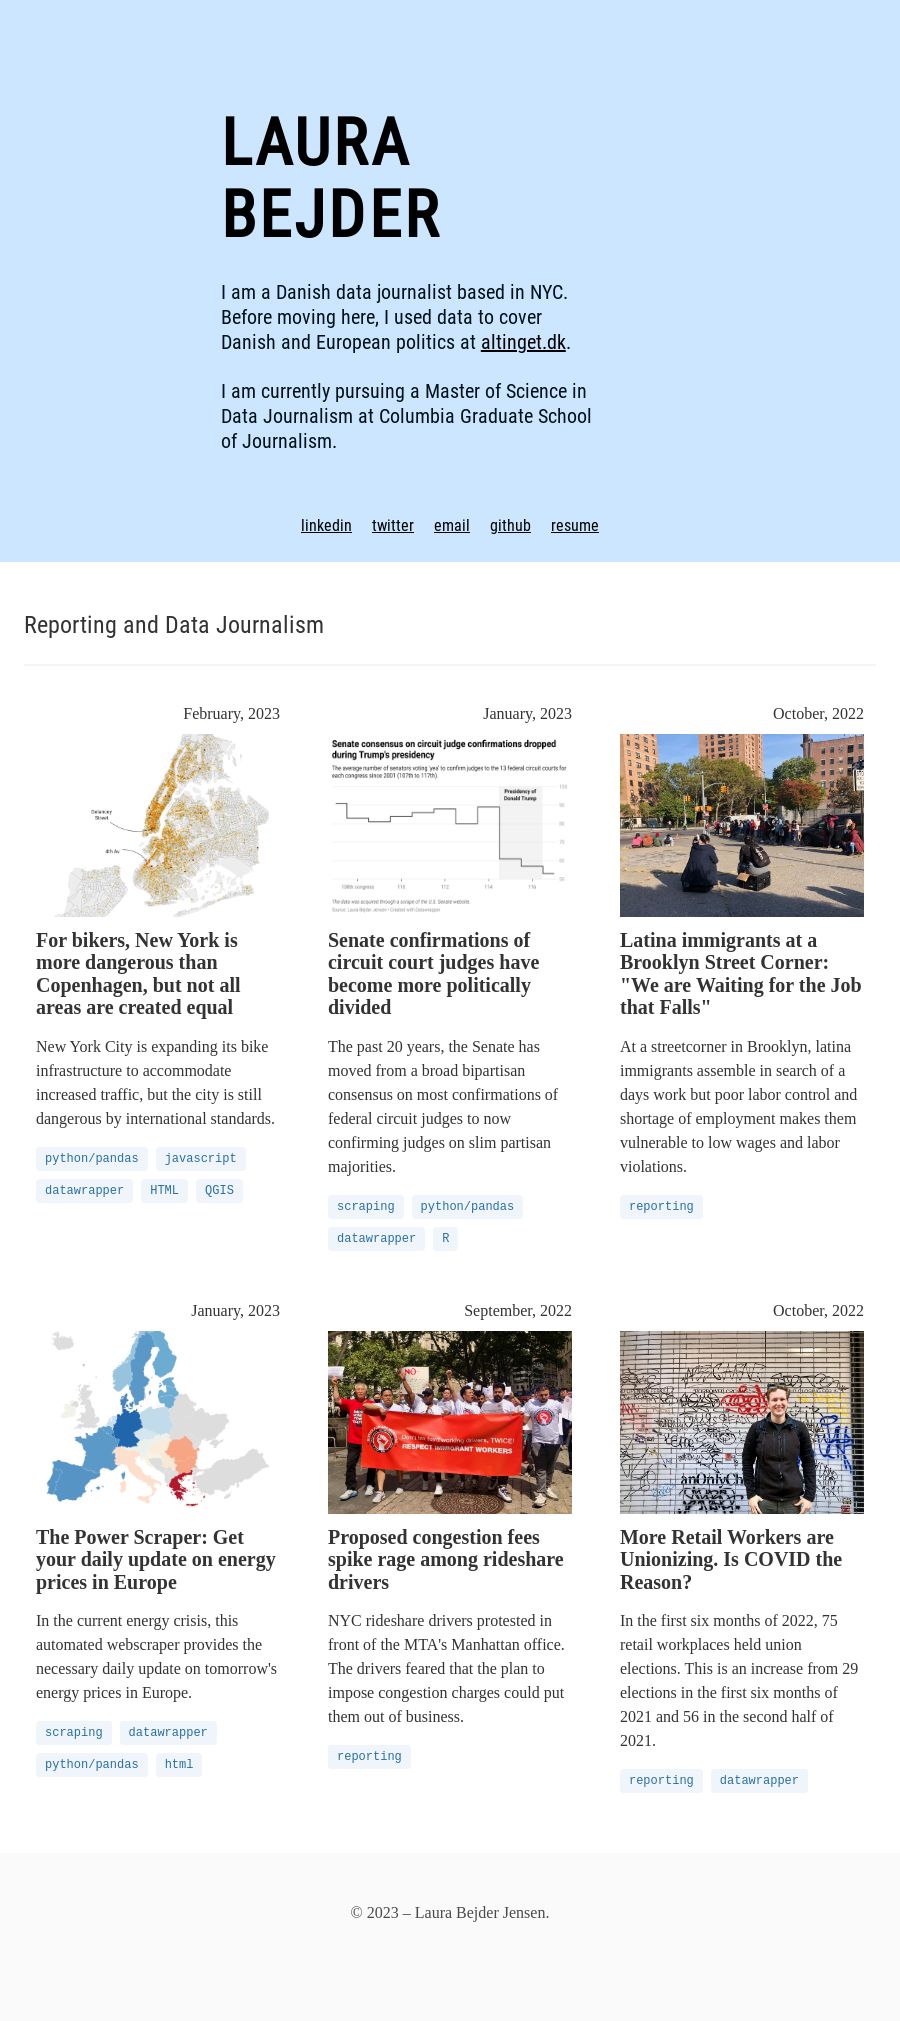 LAURA
BEJDER
I am a Danish data journalist based in NYC.
Before moving here, I used data to cover
Danish and European politics at altinget.dk.
I am currently pursuing a Master of Science in
Data Journalism at Columbia Graduate School
of Journalism.
linkedin twitter email github resume
Reporting and Data Journalism
February, 2023
Delancey
Street
4th Av.
For bikers, New York is
more dangerous than
Copenhagen, but not all
areas are created equal
New York City is expanding its bike
infrastructure to accommodate
increased traffic, but the city is still
dangerous by international standards.
python/pandas javascript
datawrapper HTML QGIS
January, 2023
Senate consensus on circuit judge confirmations dropped
during Trump's presidency
The average number of senators voting 'yea' to confirm judges to the 13 federal circuit courts for
each congress since 2001 (107th to 117th).
Presidency of
Donald Trump
100
90
80
70
60
50
108th congress 110 112 114 116
The data was acquired through a scrape of the U.S. Senate website.
Source: Laura Bejder Jensen • Created with Datawrapper
Senate confirmations of
circuit court judges have
become more politically
divided
The past 20 years, the Senate has
moved from a broad bipartisan
consensus on most confirmations of
federal circuit judges to now
confirming judges on slim partisan
majorities.
scraping python/pandas
datawrapper R
October, 2022
Latina immigrants at a
Brooklyn Street Corner:
"We are Waiting for the Job
that Falls"
At a streetcorner in Brooklyn, latina
immigrants assemble in search of a
days work but poor labor control and
shortage of employment makes them
vulnerable to low wages and labor
violations.
reporting
January, 2023
The Power Scraper: Get
your daily update on energy
prices in Europe
In the current energy crisis, this
automated webscraper provides the
necessary daily update on tomorrow's
energy prices in Europe.
scraping datawrapper
python/pandas html
September, 2022
NO
working drivers, TWICE!
RESPECT IMMIGRANT WORKERS
Proposed congestion fees
spike rage among rideshare
drivers
NYC rideshare drivers protested in
front of the MTA's Manhattan office.
The drivers feared that the plan to
impose congestion charges could put
them out of business.
reporting
October, 2022
More Retail Workers are
Unionizing. Is COVID the
Reason?
In the first six months of 2022, 75
retail workplaces held union
elections. This is an increase from 29
elections in the first six months of
2021 and 56 in the second half of
2021.
reporting datawrapper
© 2023 – Laura Bejder Jensen.